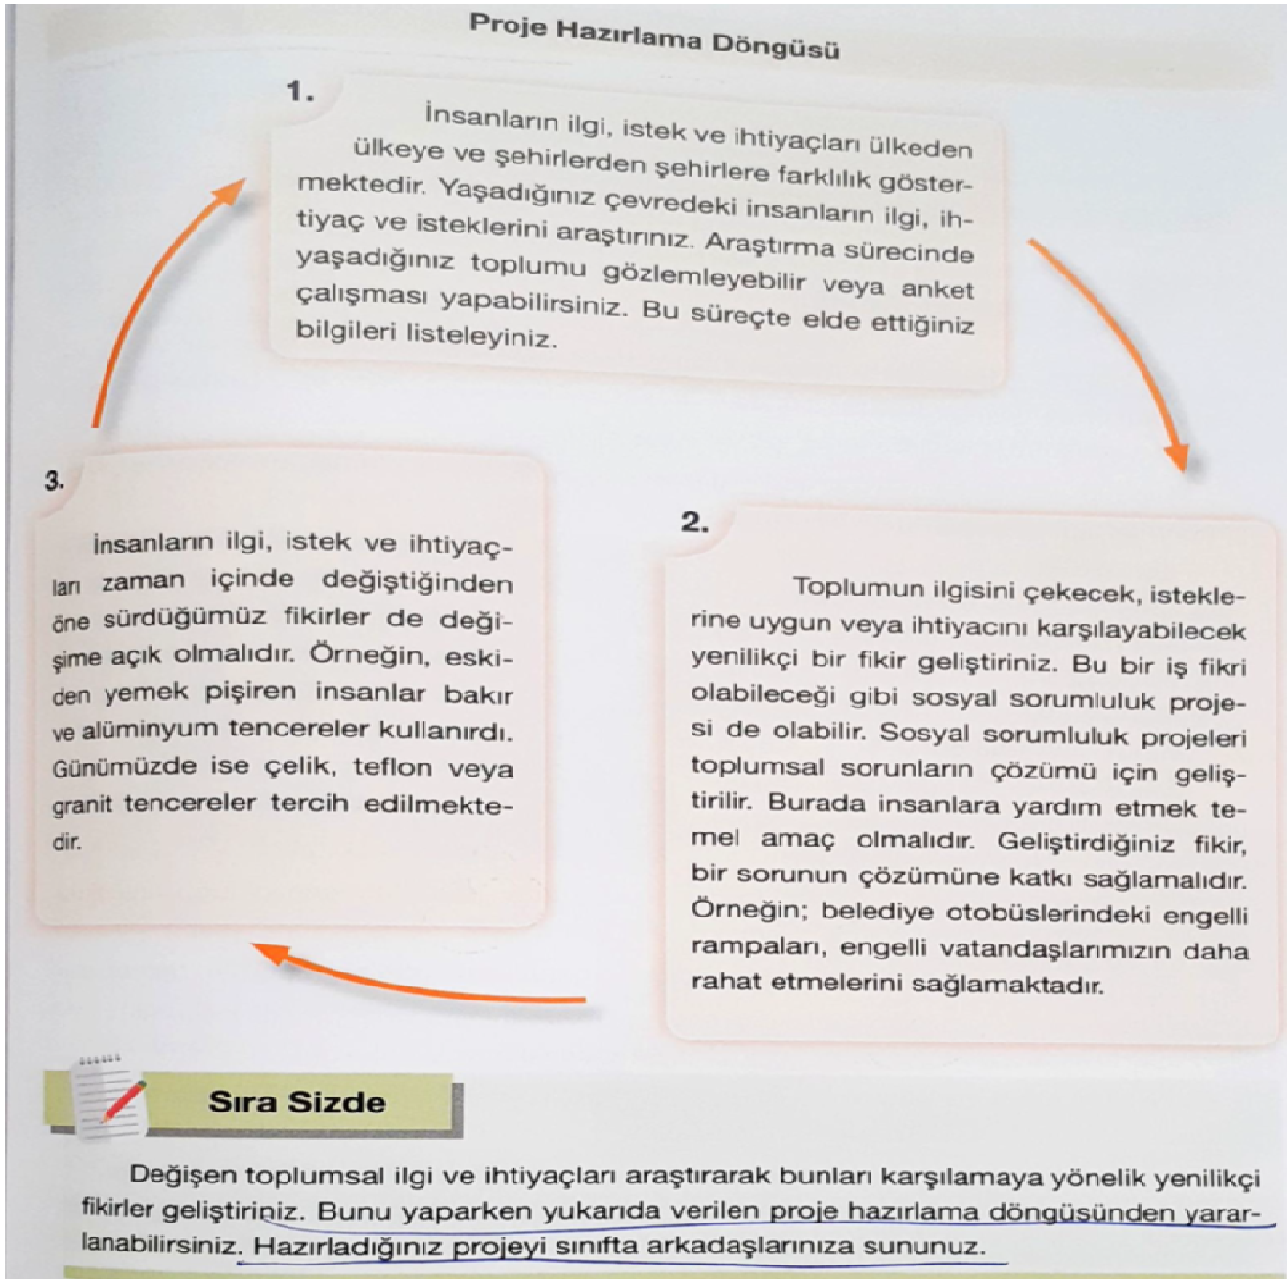 Proje Hazırlama Döngüsü
1.
İnsanların ilgi, istek ve ihtiyaçları ülkeden
ülkeye ve şehirlerden şehirlere farklılık göster-
mektedir. Yaşadığınız çevredeki insanların ilgi, ih-
tiyaç ve isteklerini araştırınız. Araştırma sürecinde
yaşadığınız toplumu gözlemleyebilir veya anket
çalışması yapabilirsiniz. Bu süreçte elde ettiğiniz
bilgileri listeleyiniz.
2.
Toplumun ilgisini çekecek, istekle-
rine uygun veya ihtiyacını karşılayabilecek
yenilikçi bir fikir geliştiriniz. Bu bir iş fikri
olabileceği gibi sosyal sorumluluk proje-
si de olabilir. Sosyal sorumluluk projeleri
toplumsal sorunların çözümü için geliş-
tirilir. Burada insanlara yardım etmek te-
mel amaç olmalıdır. Geliştirdiğiniz fikir,
bir sorunun çözümüne katkı sağlamalıdır.
Örneğin; belediye otobüslerindeki engelli
rampaları, engelli vatandaşlarımızın daha
rahat etmelerini sağlamaktadır.
3.
İnsanların ilgi, istek ve ihtiyaç-
ları zaman içinde değiştiğinden
öne sürdüğümüz fikirler de deği-
şime açık olmalıdır. Örneğin, eski-
den yemek pişiren insanlar bakır
ve alüminyum tencereler kullanırdı.
Günümüzde ise çelik, teflon veya
granit tencereler tercih edilmekte-
dir.
Sıra Sizde
Değişen toplumsal ilgi ve ihtiyaçları araştırarak bunları karşılamaya yönelik yenilikçi
fikirler geliştiriniz. Bunu yaparken yukarıda verilen proje hazırlama döngüsünden yarar-
lanabilirsiniz. Hazırladığınız projeyi sınıfta arkadaşlarınıza sununuz.